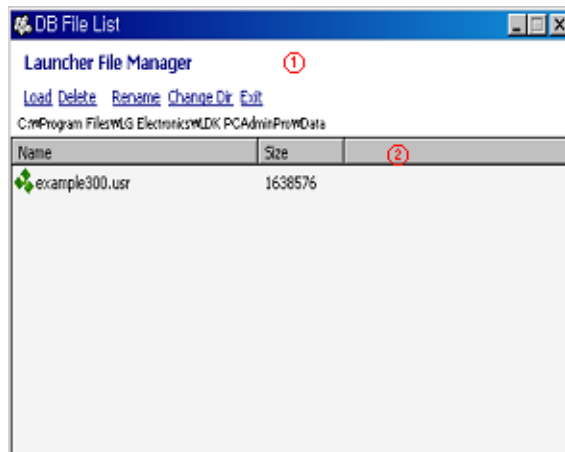 DB File List
Launcher File Manager ①
Load Delete Rename Change Dir Exit
C:₩Program Files₩LG Electronics₩LDK PCAdminPro₩Data
Name Size ②
example300.usr 1638576